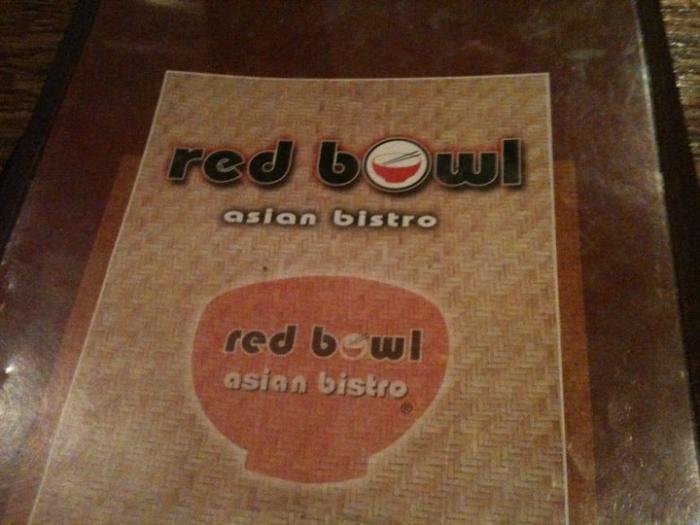 red bowl
asian bistro
red bowl
asian bistro
®